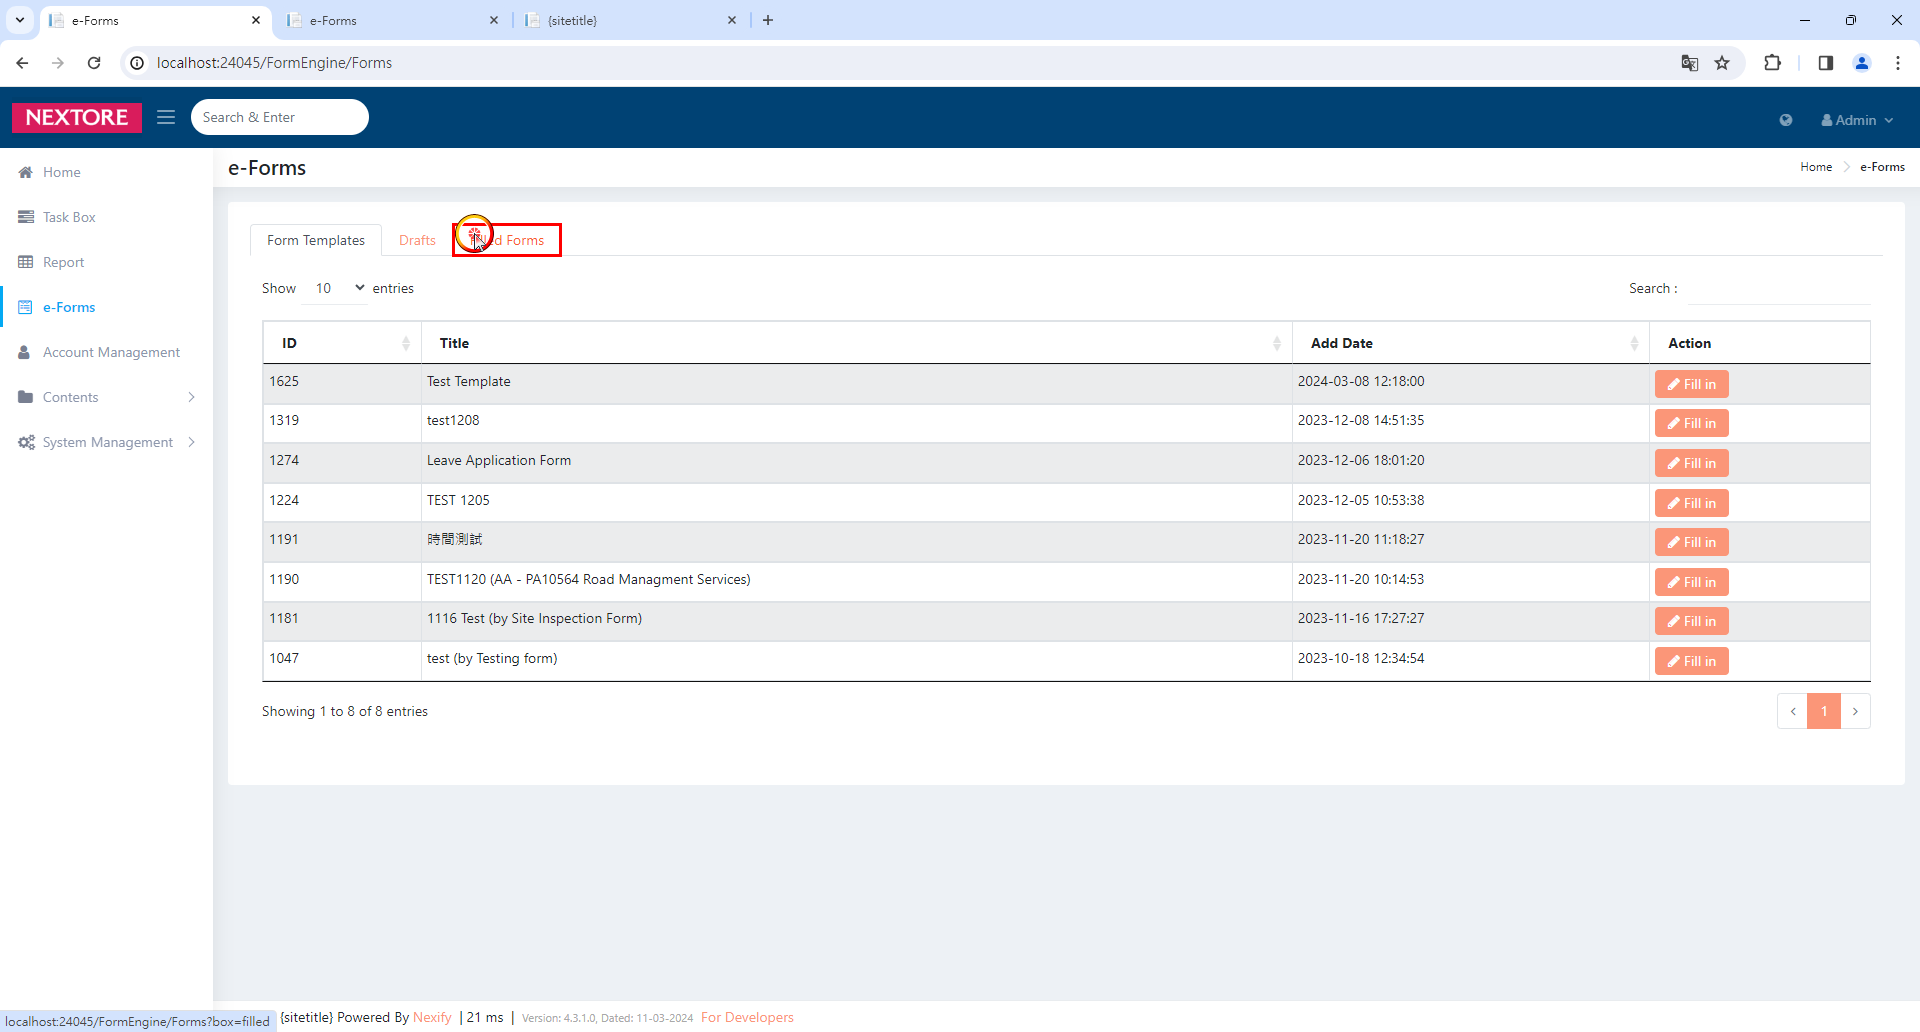 e-Forms
e-Forms
{sitetitle}
localhost:24045/FormEngine/Forms
NEXTORE
Search & Enter
Admin
Home
Task Box
Report
e-Forms
Account Management
Contents
System Management
e-Forms
Home e-Forms
Form Templates Drafts Forms
Show 10 entries
Search :
ID Title Add Date Action
1625 Test Template 2024-03-08 12:18:00 Fill in
1319 test1208 2023-12-08 14:51:35 Fill in
1274 Leave Application Form 2023-12-06 18:01:20 Fill in
1224 TEST 1205 2023-12-05 10:53:38 Fill in
1191 時間測試 2023-11-20 11:18:27 Fill in
1190 TEST1120 (AA - PA10564 Road Managment Services) 2023-11-20 10:14:53 Fill in
1181 1116 Test (by Site Inspection Form) 2023-11-16 17:27:27 Fill in
1047 test (by Testing form) 2023-10-18 12:34:54 Fill in
Showing 1 to 8 of 8 entries
1
localhost:24045/FormEngine/Forms?box=filled
{sitetitle} Powered By Nexify | 21 ms | Version: 4.3.1.0, Dated: 11-03-2024 For Developers